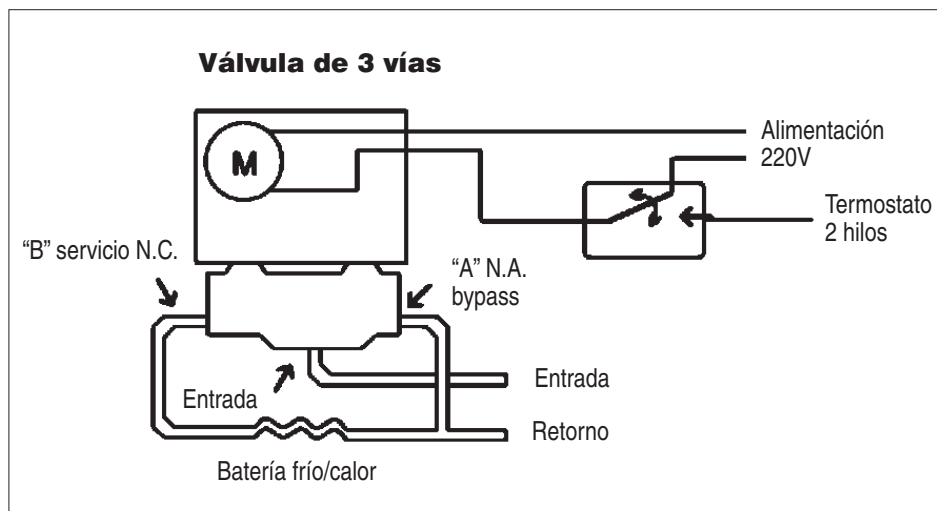 Válvula de 3 vías
M
Alimentación
220V
Termostato
2 hilos
“B” servicio N.C.
“A” N.A.
bypass
Entrada
Entrada
Retorno
Batería frío/calor